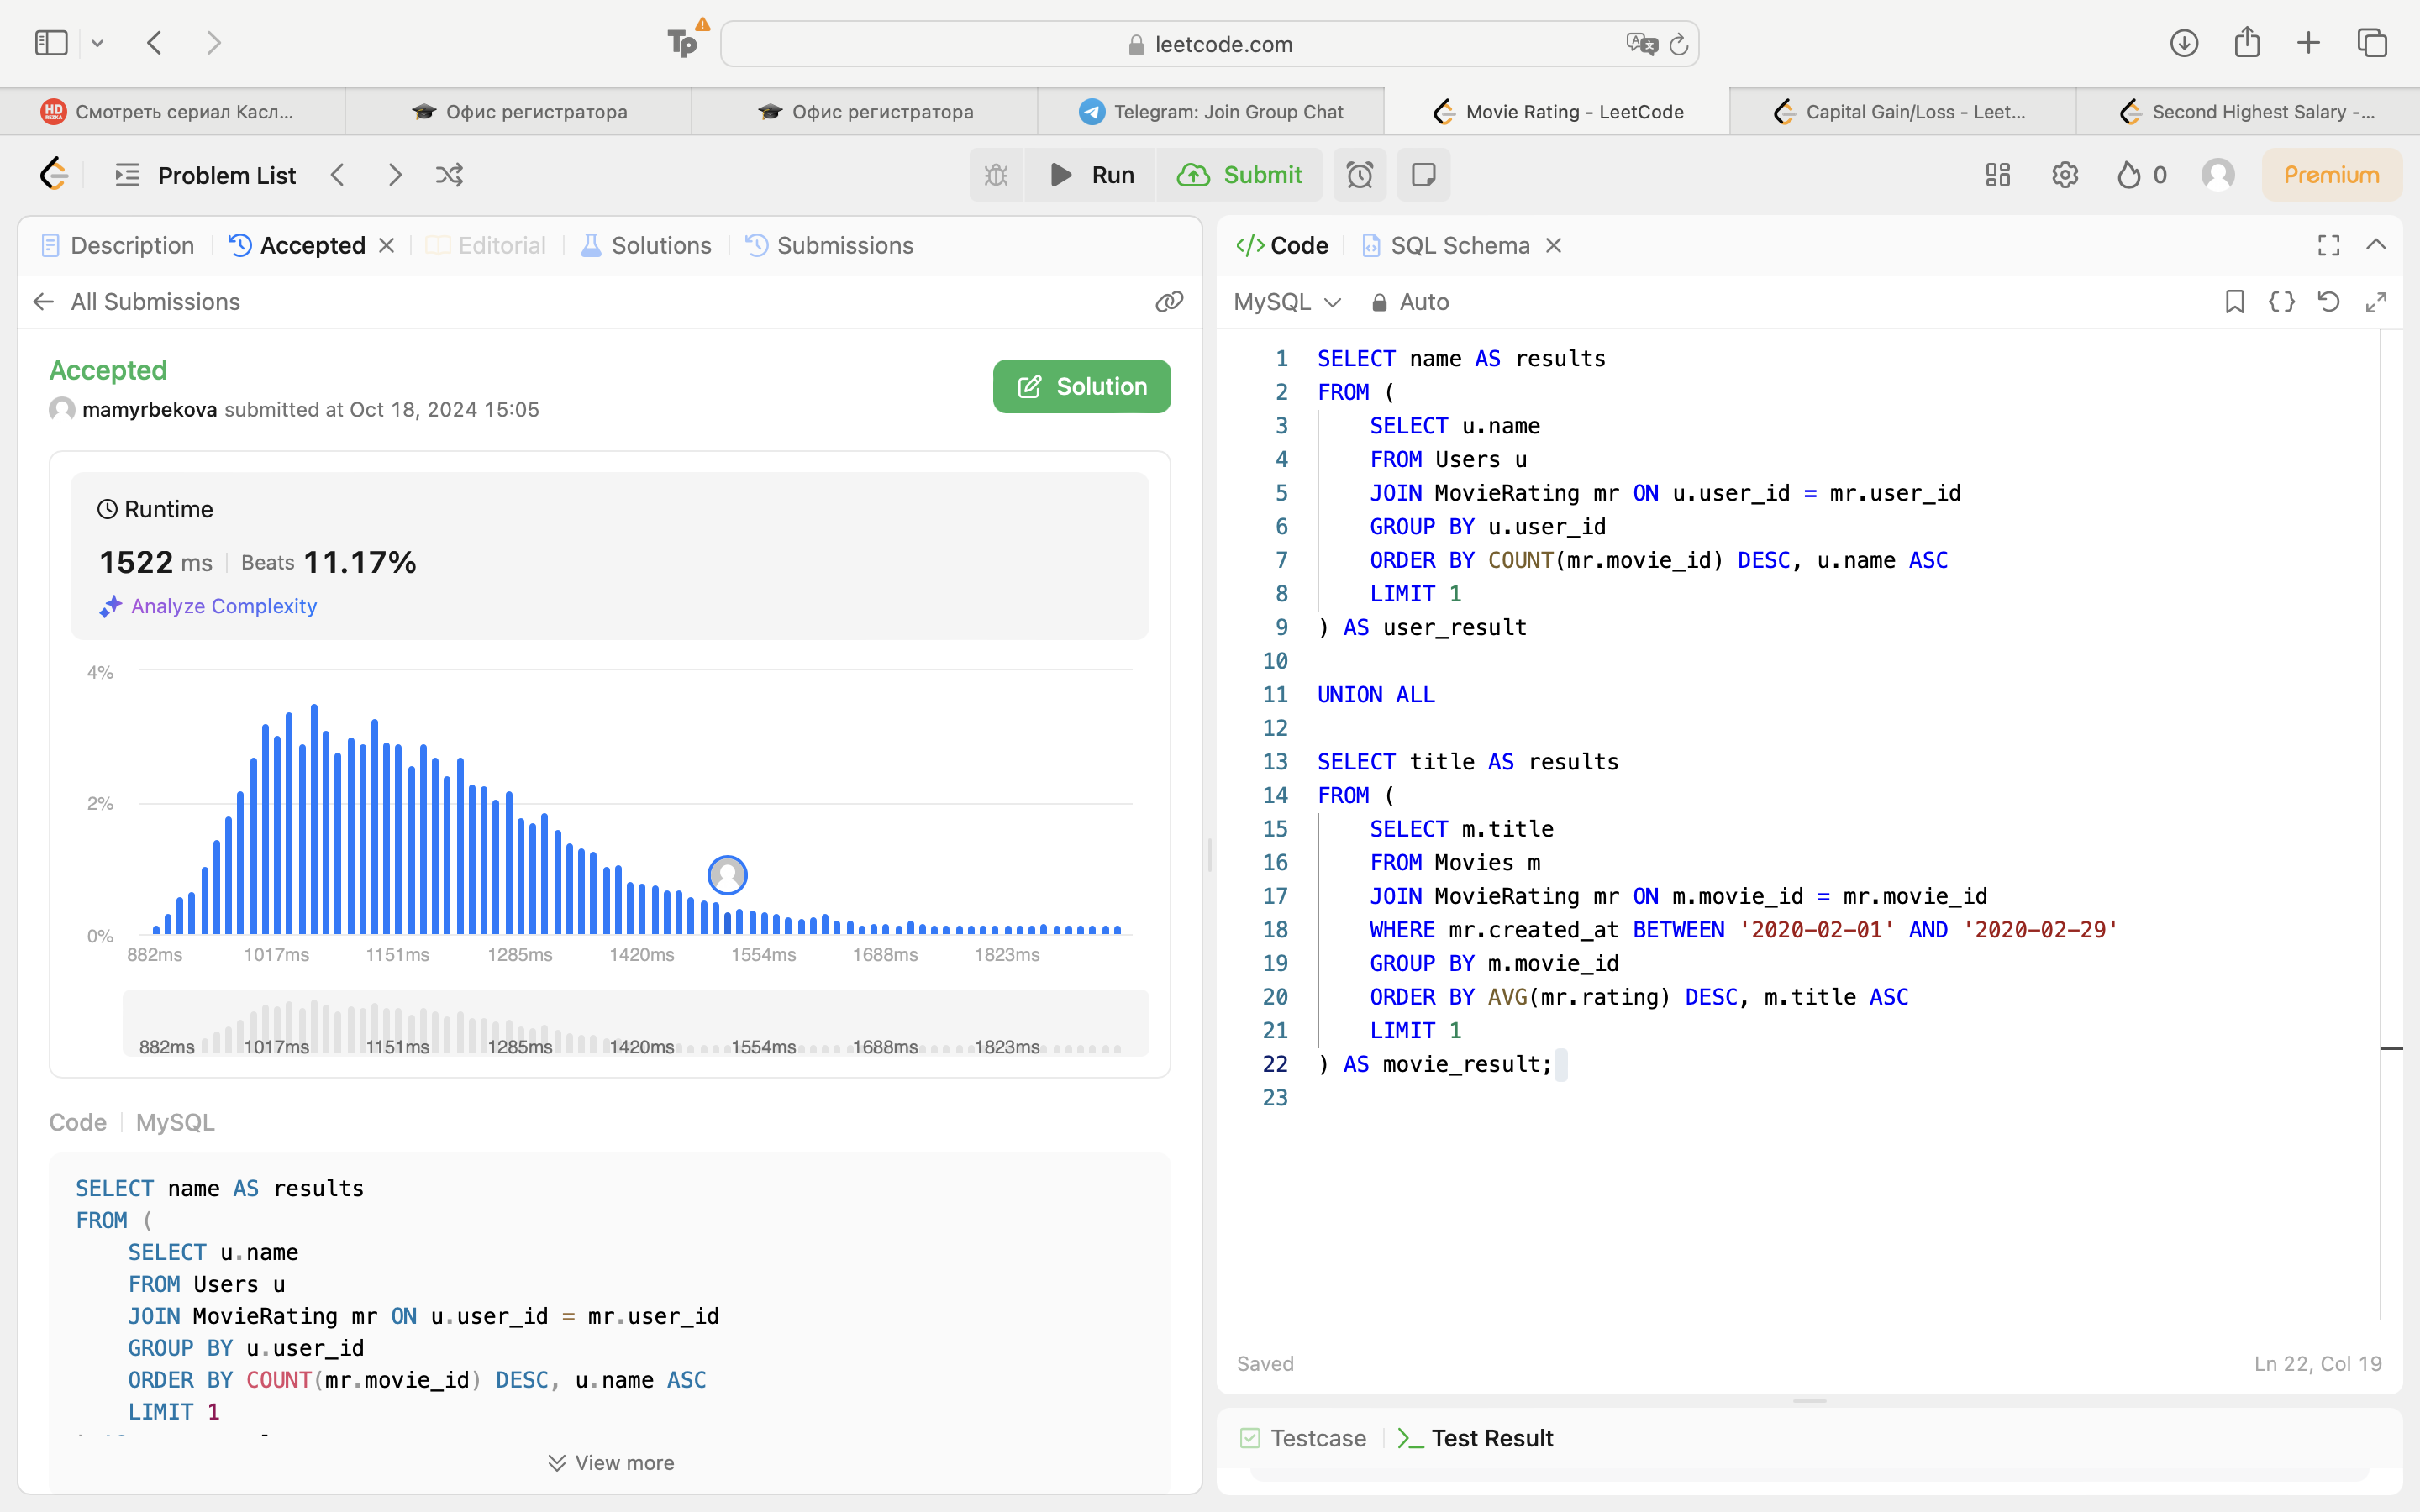 leetcode.com
Смотреть сериал Касл...
Офис регистратора
Офис регистратора
Telegram: Join Group Chat
Movie Rating - LeetCode
Capital Gain/Loss - Leet...
Second Highest Salary -...
Problem List
Run
Submit
0
Premium
Description
Accepted
Editorial
Solutions
Submissions
All Submissions
Accepted
mamyrbekova submitted at Oct 18, 2024 15:05
Solution
Runtime
1522 ms
Beats 11.17%
Analyze Complexity
4%
2%
0%
882ms 1017ms 1151ms 1285ms 1420ms 1554ms 1688ms 1823ms
882ms 1017ms 1151ms 1285ms 1420ms 1554ms 1688ms 1823ms
Code
MySQL
SELECT name AS results
FROM (
    SELECT u.name
    FROM Users u
    JOIN MovieRating mr ON u.user_id = mr.user_id
    GROUP BY u.user_id
    ORDER BY COUNT(mr.movie_id) DESC, u.name ASC
    LIMIT 1
View more
Code
SQL Schema
MySQL
Auto
1 SELECT name AS results
2 FROM (
3     SELECT u.name
4     FROM Users u
5     JOIN MovieRating mr ON u.user_id = mr.user_id
6     GROUP BY u.user_id
7     ORDER BY COUNT(mr.movie_id) DESC, u.name ASC
8     LIMIT 1
9 ) AS user_result
10
11 UNION ALL
12
13 SELECT title AS results
14 FROM (
15     SELECT m.title
16     FROM Movies m
17     JOIN MovieRating mr ON m.movie_id = mr.movie_id
18     WHERE mr.created_at BETWEEN '2020-02-01' AND '2020-02-29'
19     GROUP BY m.movie_id
20     ORDER BY AVG(mr.rating) DESC, m.title ASC
21     LIMIT 1
22 ) AS movie_result;
23
Saved
Ln 22, Col 19
Testcase
Test Result